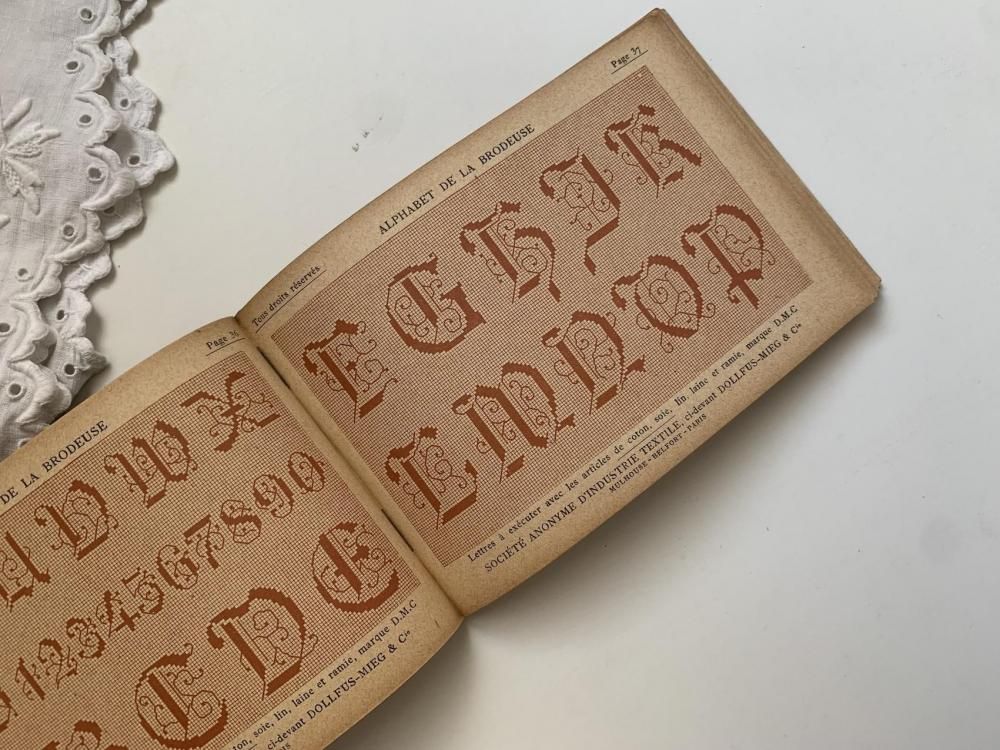 Page 36
DE LA BRODEUSE
U V W X
1234567890
C D E
soie, lin, laine et ramie, marque D.M.C
ci-devant DOLLFUS-MIEG & Cie
Page 37
Tous droits réservés
ALPHABET DE LA BRODEUSE
F G H J K
L M N O P
Lettres à exécuter avec les articles de coton, soie, lin, laine et ramie, marque D.M.C
SOCIÉTÉ ANONYME D'INDUSTRIE TEXTILE, ci-devant DOLLFUS-MIEG & Cie
MULHOUSE-BELFORT-PARIS